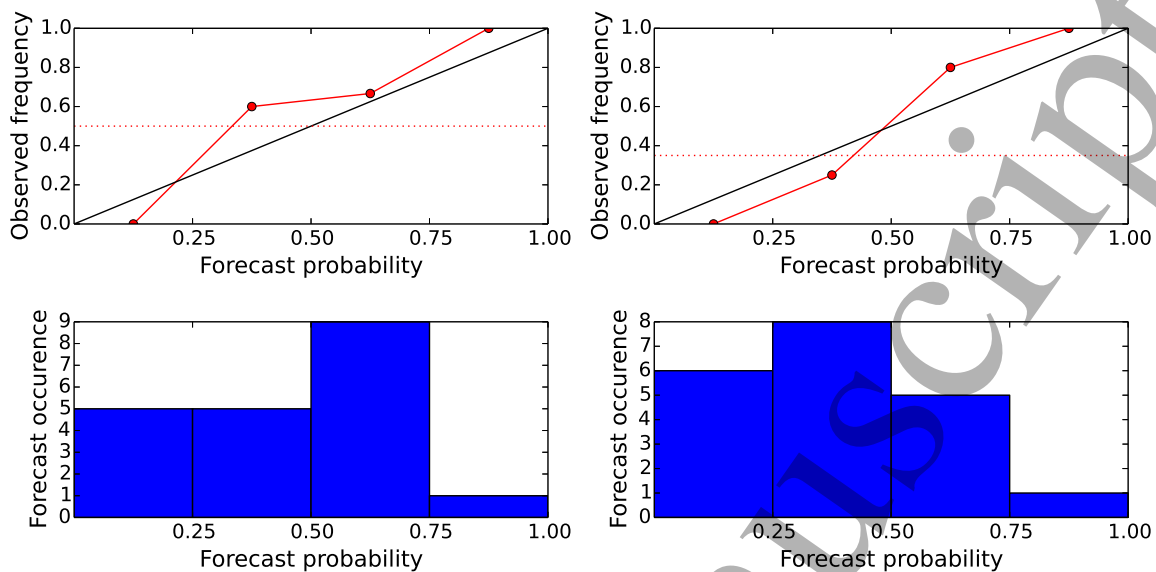 Observed frequency
1.0
0.8
0.6
0.4
0.2
0.0
0.25 0.50 0.75 1.00
Forecast probability
Observed frequency
1.0
0.8
0.6
0.4
0.2
0.0
0.25 0.50 0.75 1.00
Forecast probability
Forecast occurence
9
8
7
6
5
4
3
2
1
0
0.25 0.50 0.75 1.00
Forecast probability
Forecast occurence
8
7
6
5
4
3
2
1
0
0.25 0.50 0.75 1.00
Forecast probability
uscript